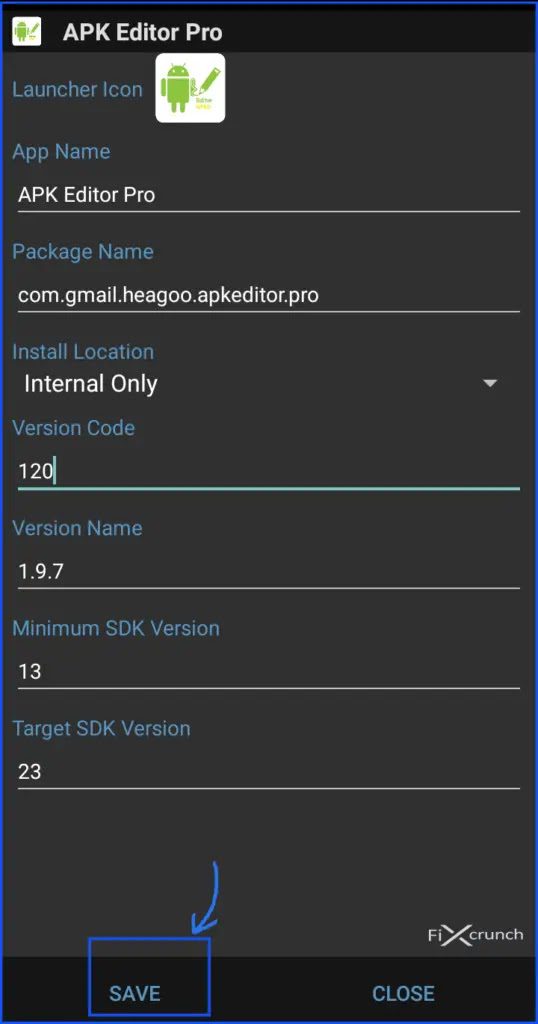 APK Editor Pro
Launcher Icon
App Name
APK Editor Pro
Package Name
com.gmail.heagoo.apkeditor.pro
Install Location
Internal Only
Version Code
120
Version Name
1.9.7
Minimum SDK Version
13
Target SDK Version
23
FiXcrunch
SAVE
CLOSE